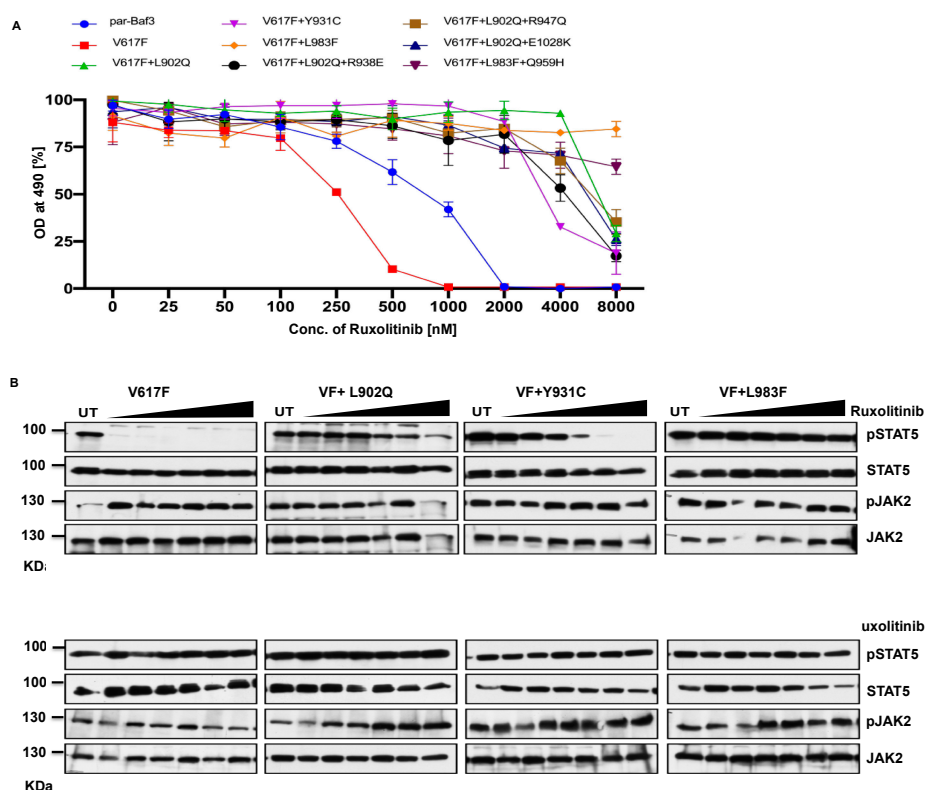 A
par-Baf3
V617F+Y931C
V617F+L902Q+R947Q
V617F
V617F+L983F
V617F+L902Q+E1028K
V617F+L902Q
V617F+L902Q+R938E
V617F+L983F+Q959H
OD at 490 [%]
100
75
50
25
0
0 25 50 100 250 500 1000 2000 4000 8000
Conc. of Ruxolitinib [nM]
B
V617F VF+ L902Q VF+Y931C VF+L983F
UT UT UT UT Ruxolitinib
100 pSTAT5
100 STAT5
130 pJAK2
130 JAK2
KD
uxolitinib
100 pSTAT5
100 STAT5
130 pJAK2
130 JAK2
KDa